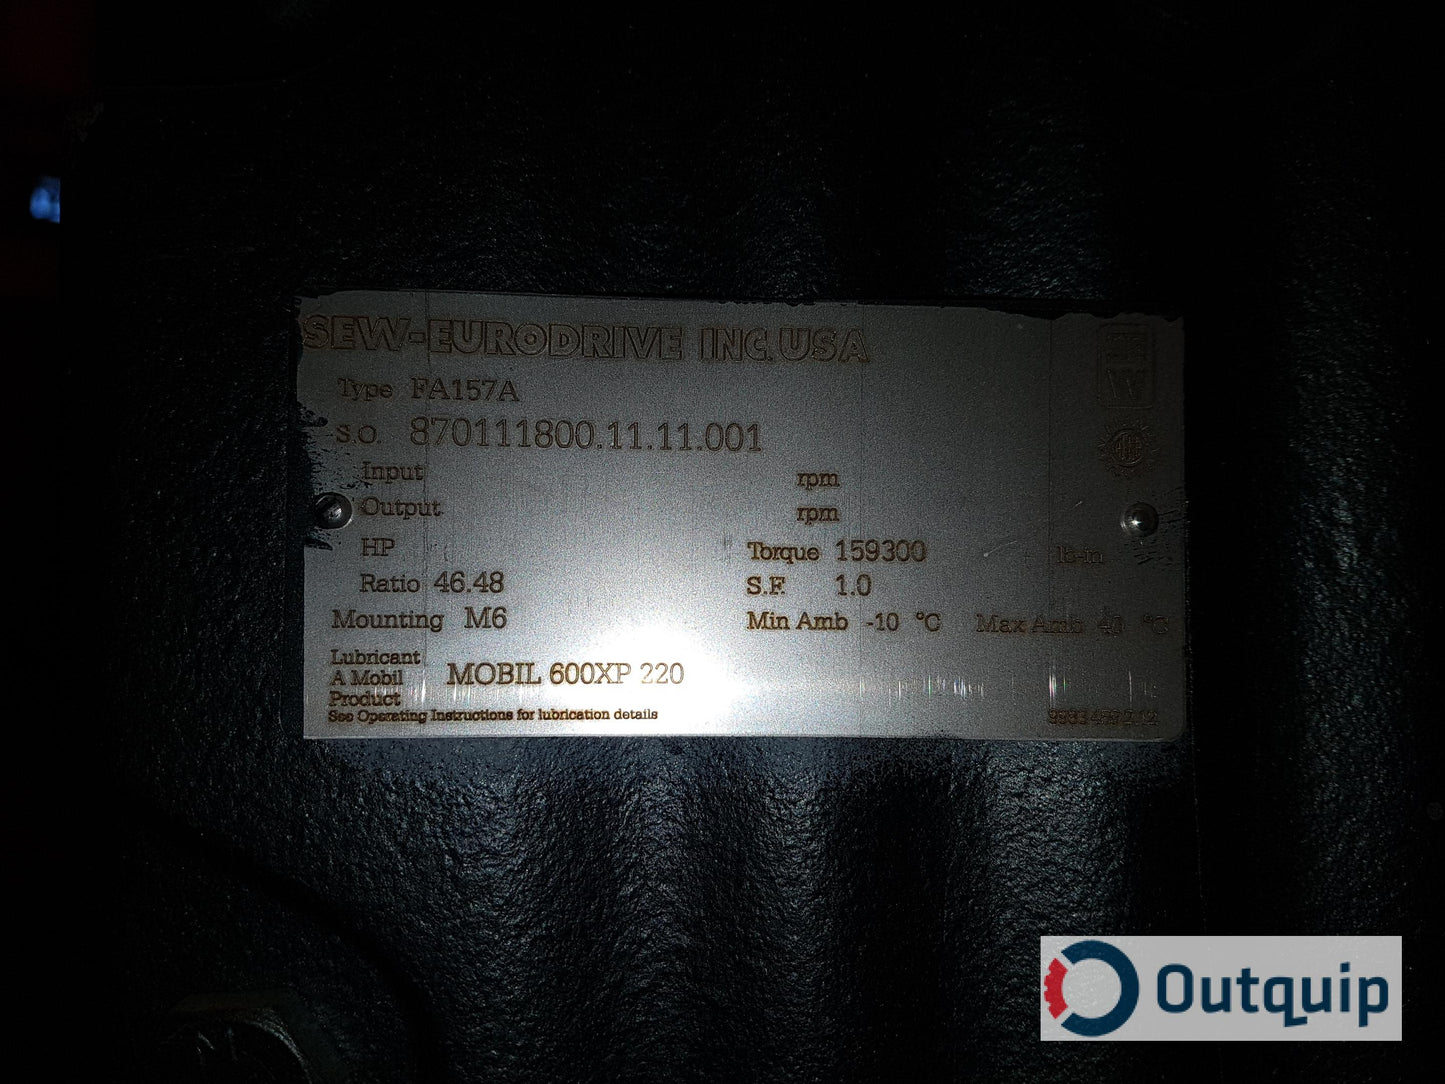 SEW-EURODRIVE INC. USA
Type FA157A
S.O. 870111800.11.11.001
Input rpm
Output rpm
HP Torque 159300 lb-in
Ratio 46.48 S.F. 1.0
Mounting M6 Min Amb -10 °C Max Amb 40 °C
Lubricant
A Mobil MOBIL 600XP 220
Product
See Operating Instructions for lubrication details
Outquip